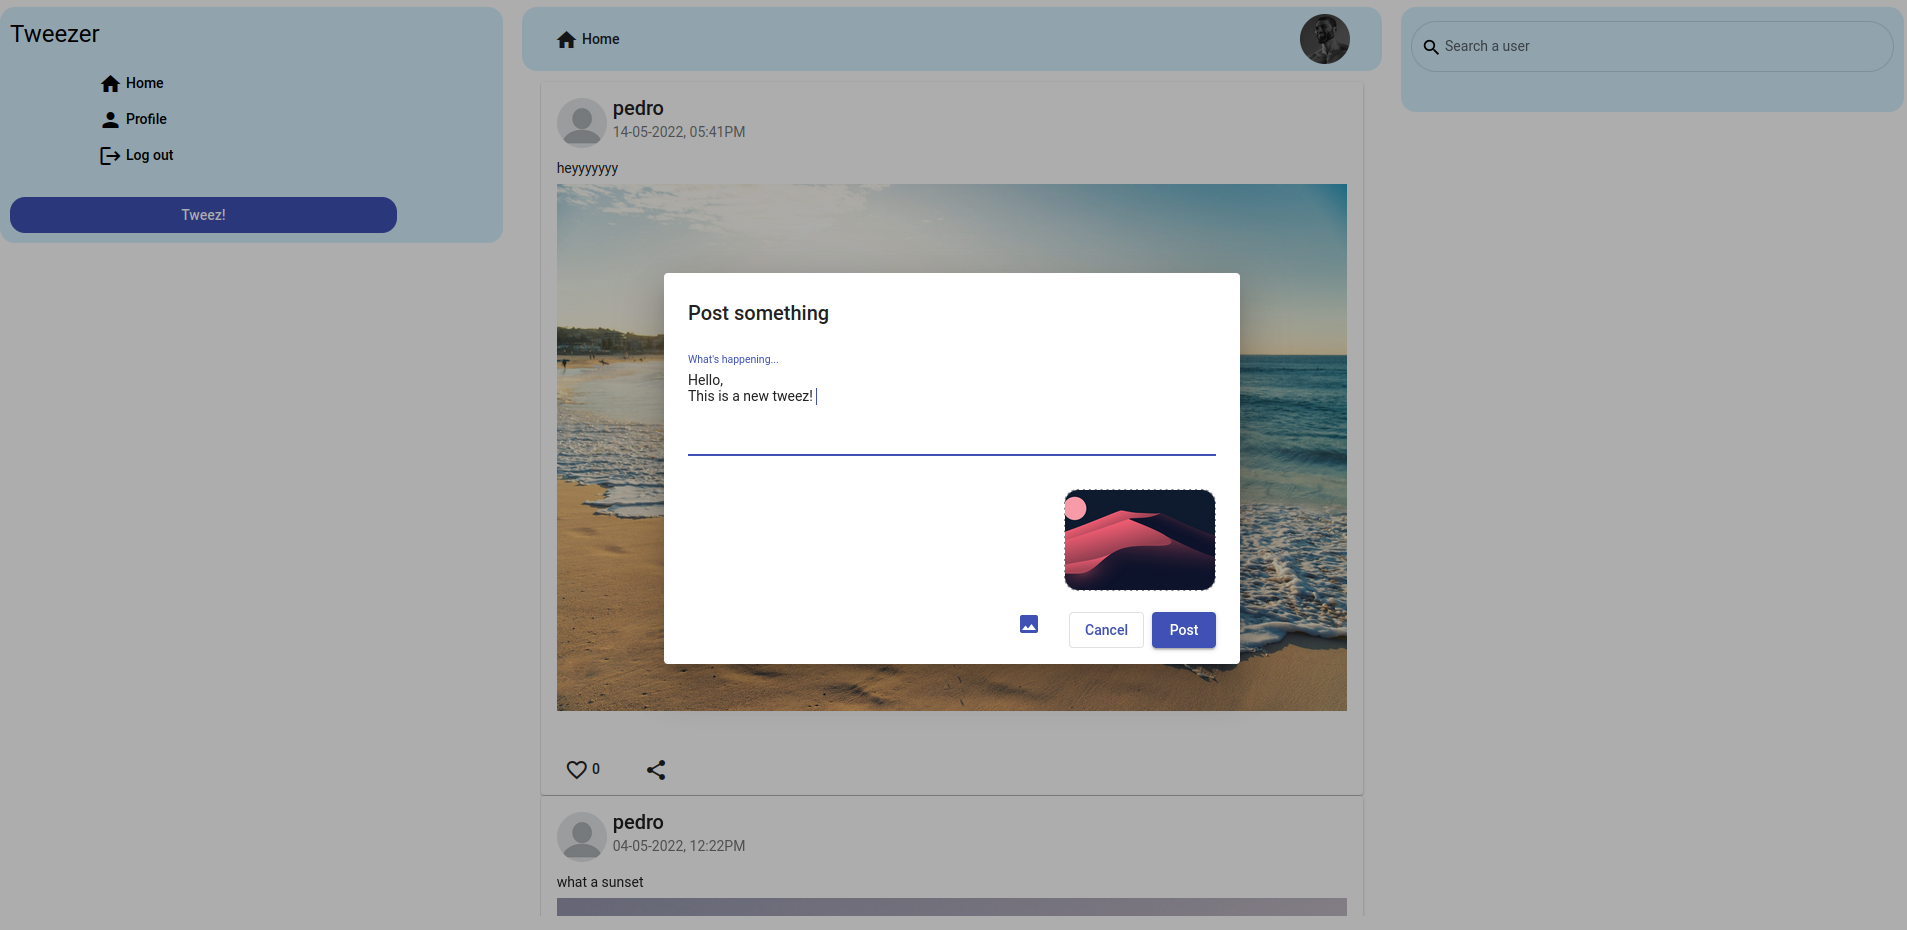 Tweezer
Home
Profile
Log out
Tweez!
Home
Search a user
pedro
14-05-2022, 05:41PM
heyyyyyyy
Post something
What's happening...
Hello,
This is a new tweez!
Cancel
Post
0
pedro
04-05-2022, 12:22PM
what a sunset